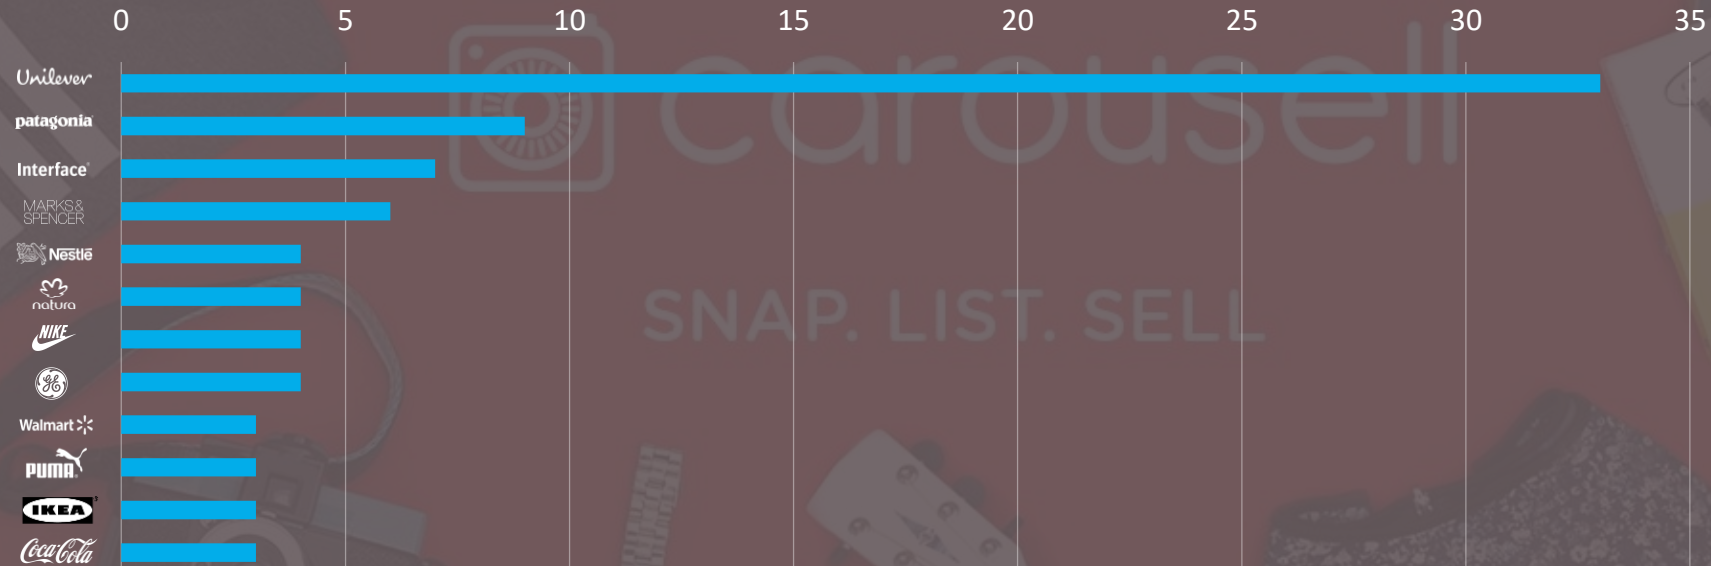 0 5 10 15 20 25 30 35
carousell
Unilever
patagonia
Interface®
MARKS &
SPENCER
Nestlé
natura
NIKE
GE
Walmart
SNAP. LIST. SELL
PUMA
IKEA
Coca-Cola